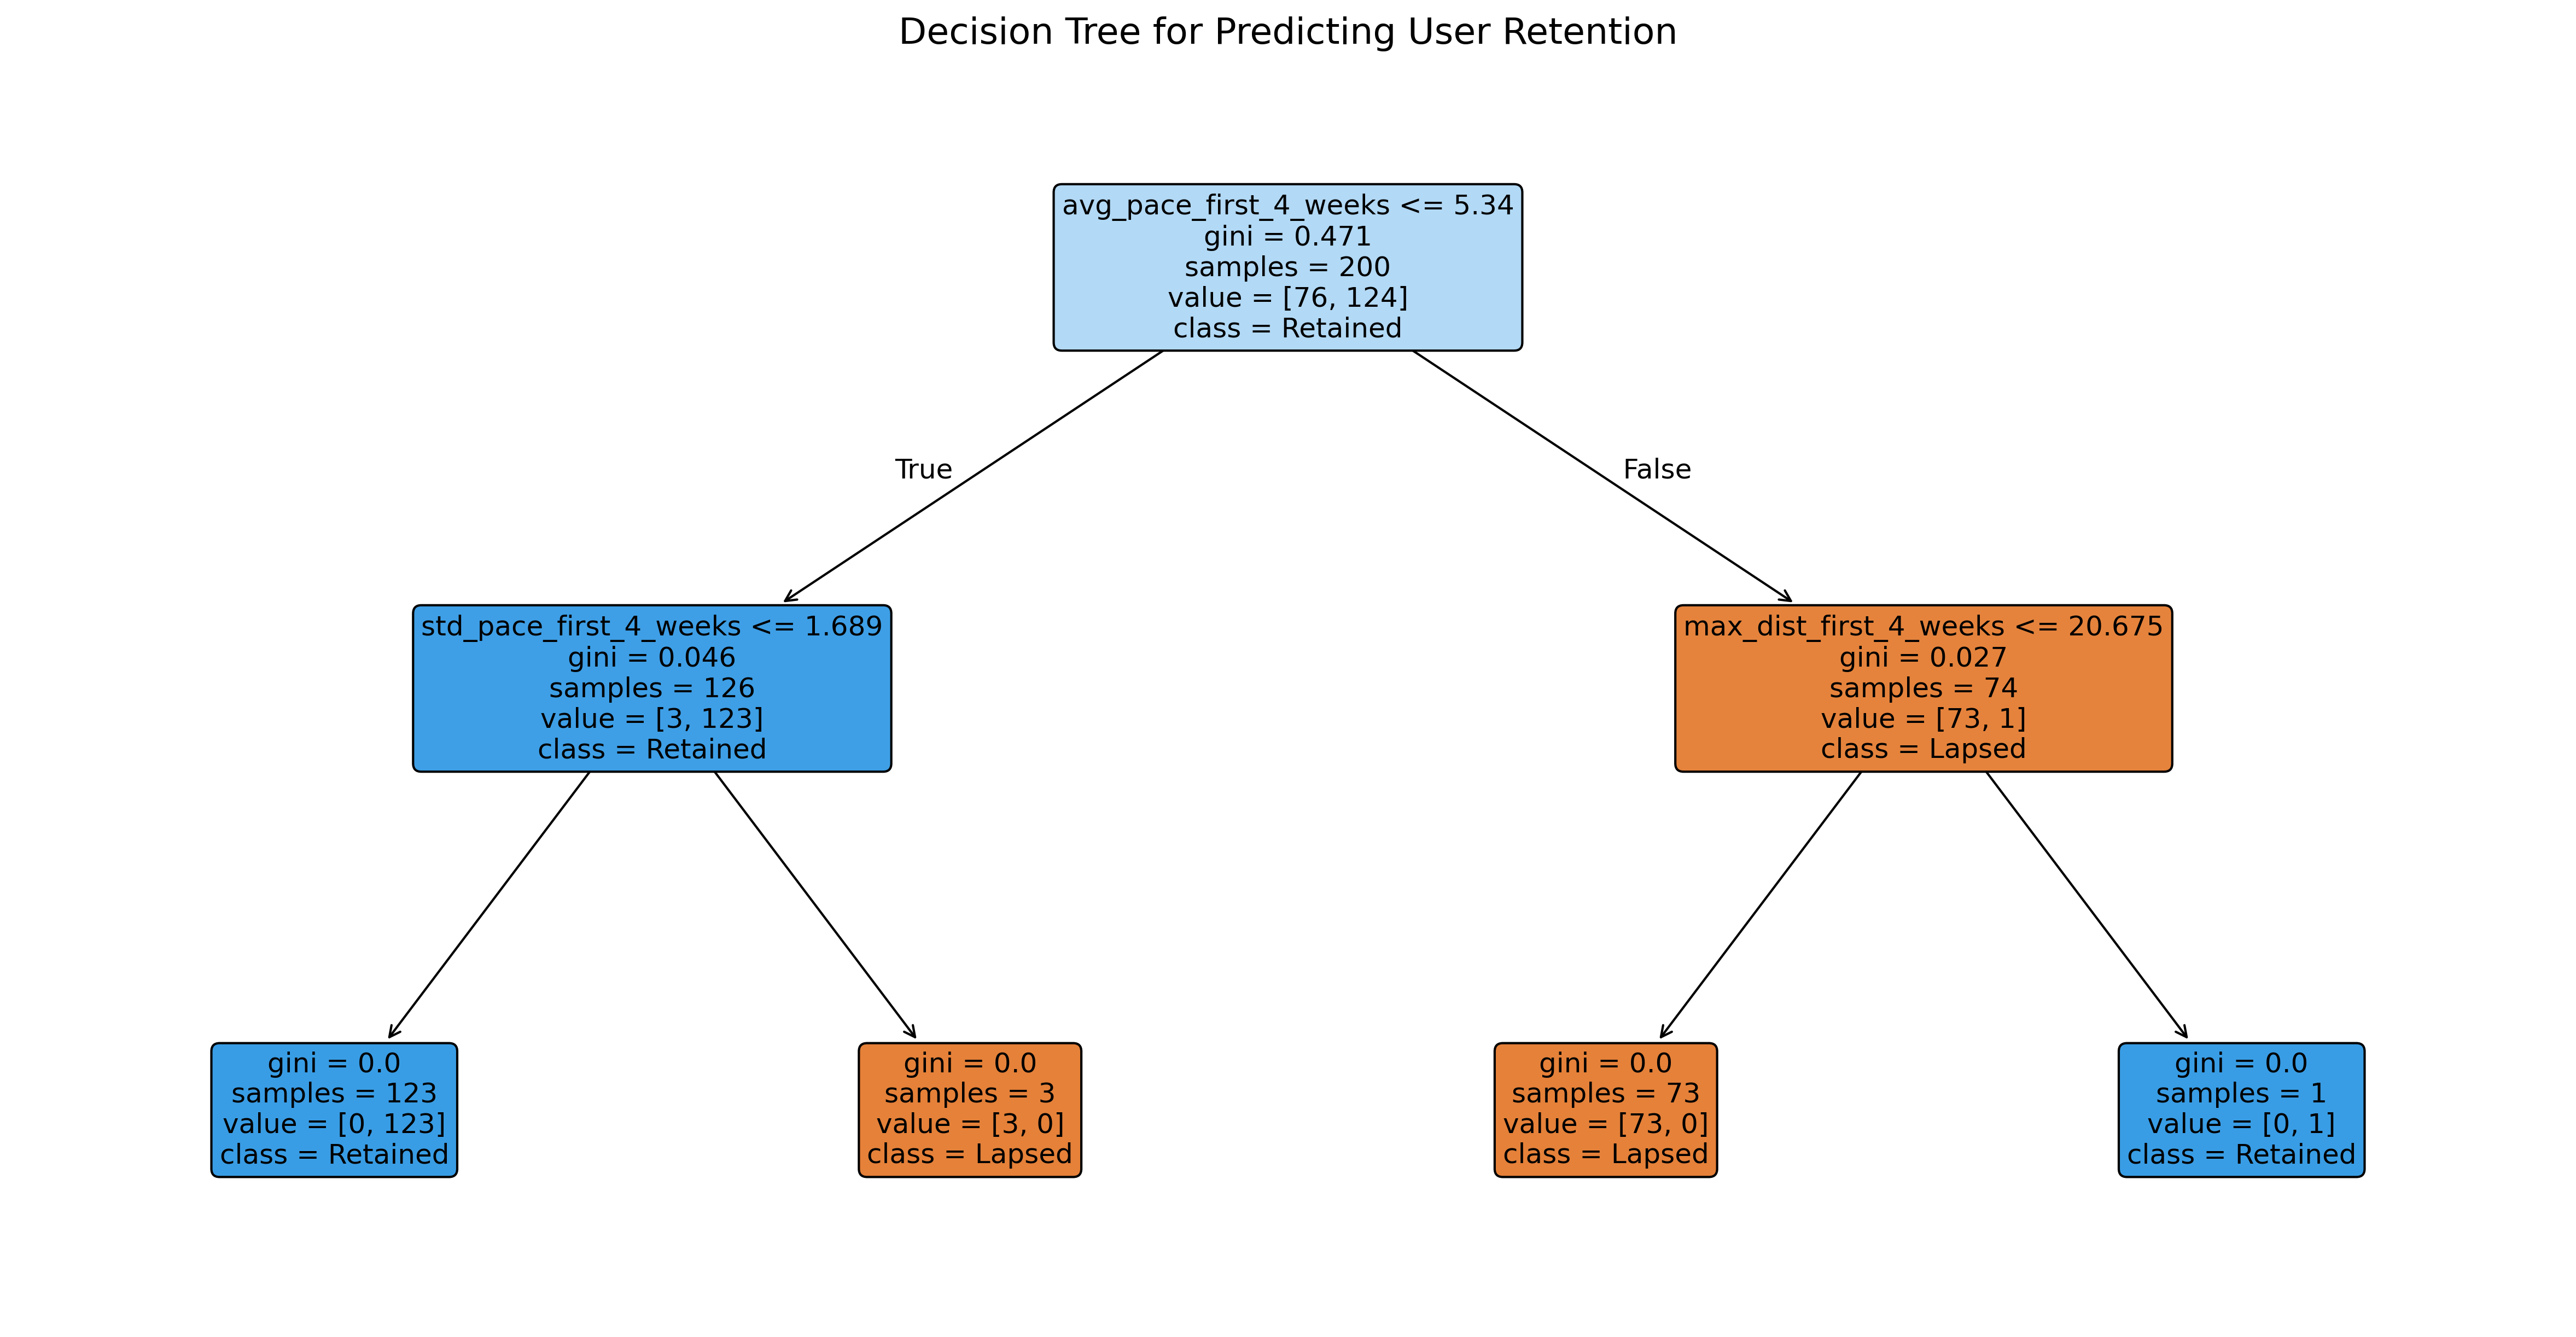 Decision Tree for Predicting User Retention
avg_pace_first_4_weeks <= 5.34
gini = 0.471
samples = 200
value = [76, 124]
class = Retained
True
False
std_pace_first_4_weeks <= 1.689
gini = 0.046
samples = 126
value = [3, 123]
class = Retained
max_dist_first_4_weeks <= 20.675
gini = 0.027
samples = 74
value = [73, 1]
class = Lapsed
gini = 0.0
samples = 123
value = [0, 123]
class = Retained
gini = 0.0
samples = 3
value = [3, 0]
class = Lapsed
gini = 0.0
samples = 73
value = [73, 0]
class = Lapsed
gini = 0.0
samples = 1
value = [0, 1]
class = Retained